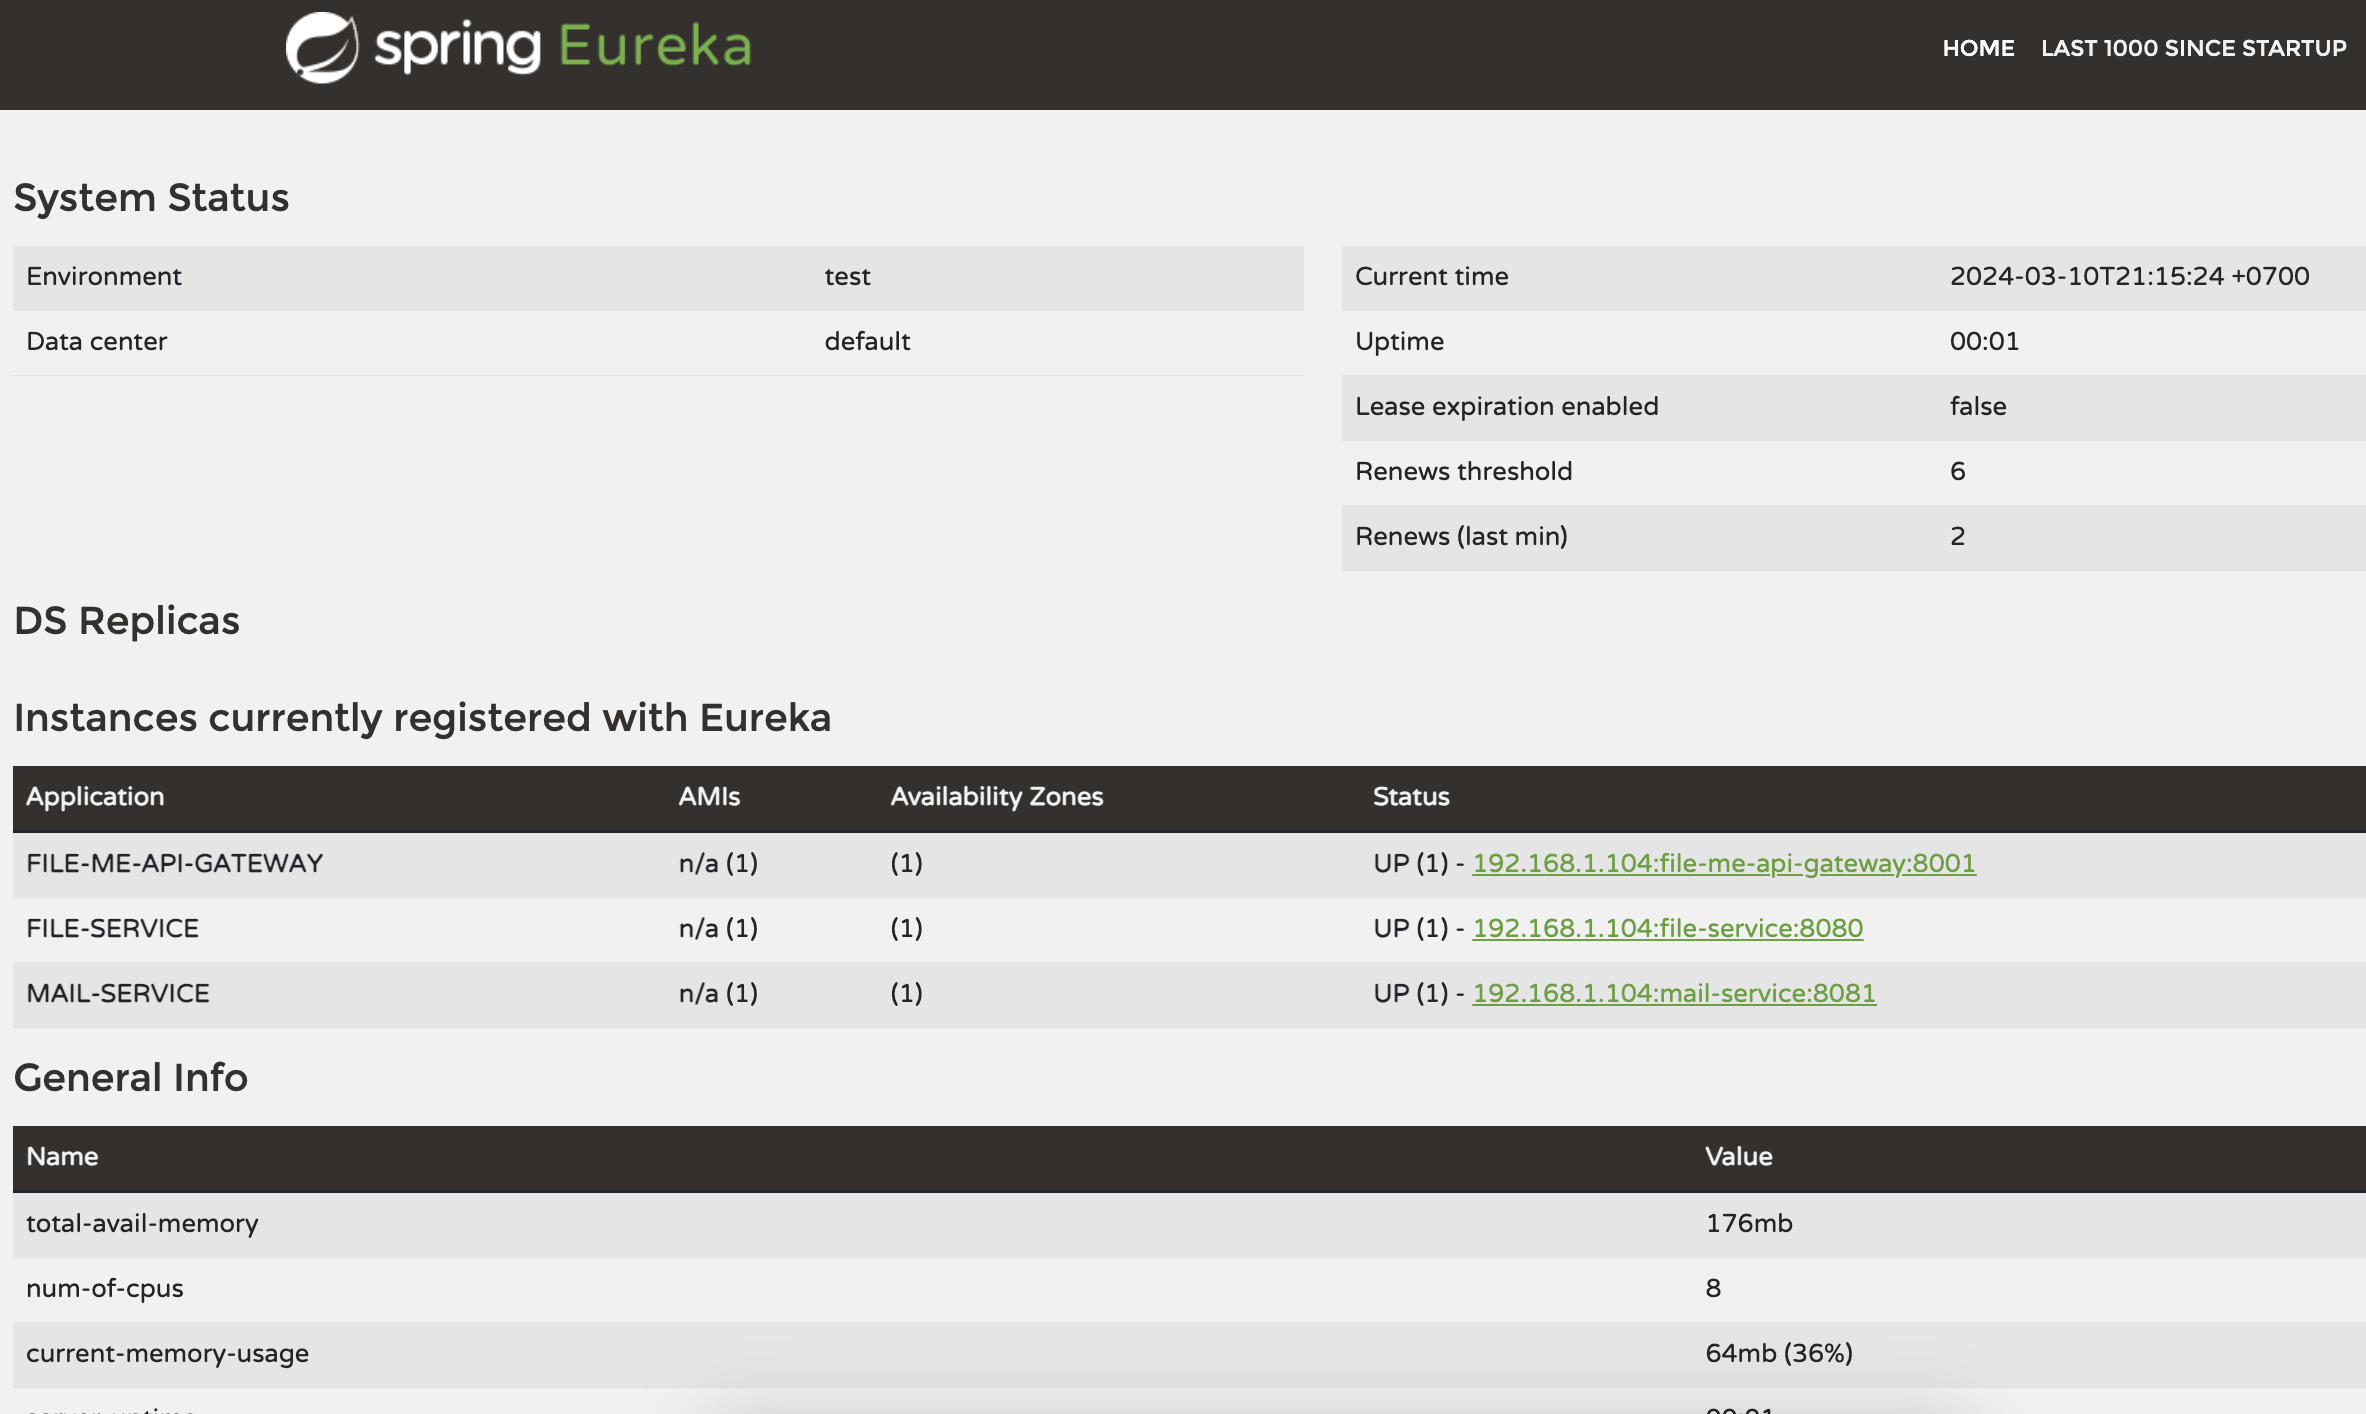 spring Eureka
HOME LAST 1000 SINCE STARTUP
System Status
Environment test
Data center default
Current time 2024-03-10T21:15:24 +0700
Uptime 00:01
Lease expiration enabled false
Renews threshold 6
Renews (last min) 2
DS Replicas
Instances currently registered with Eureka
Application AMIs Availability Zones Status
FILE-ME-API-GATEWAY n/a (1) (1) UP (1) - 192.168.1.104:file-me-api-gateway:8001
FILE-SERVICE n/a (1) (1) UP (1) - 192.168.1.104:file-service:8080
MAIL-SERVICE n/a (1) (1) UP (1) - 192.168.1.104:mail-service:8081
General Info
Name Value
total-avail-memory 176mb
num-of-cpus 8
current-memory-usage 64mb (36%)